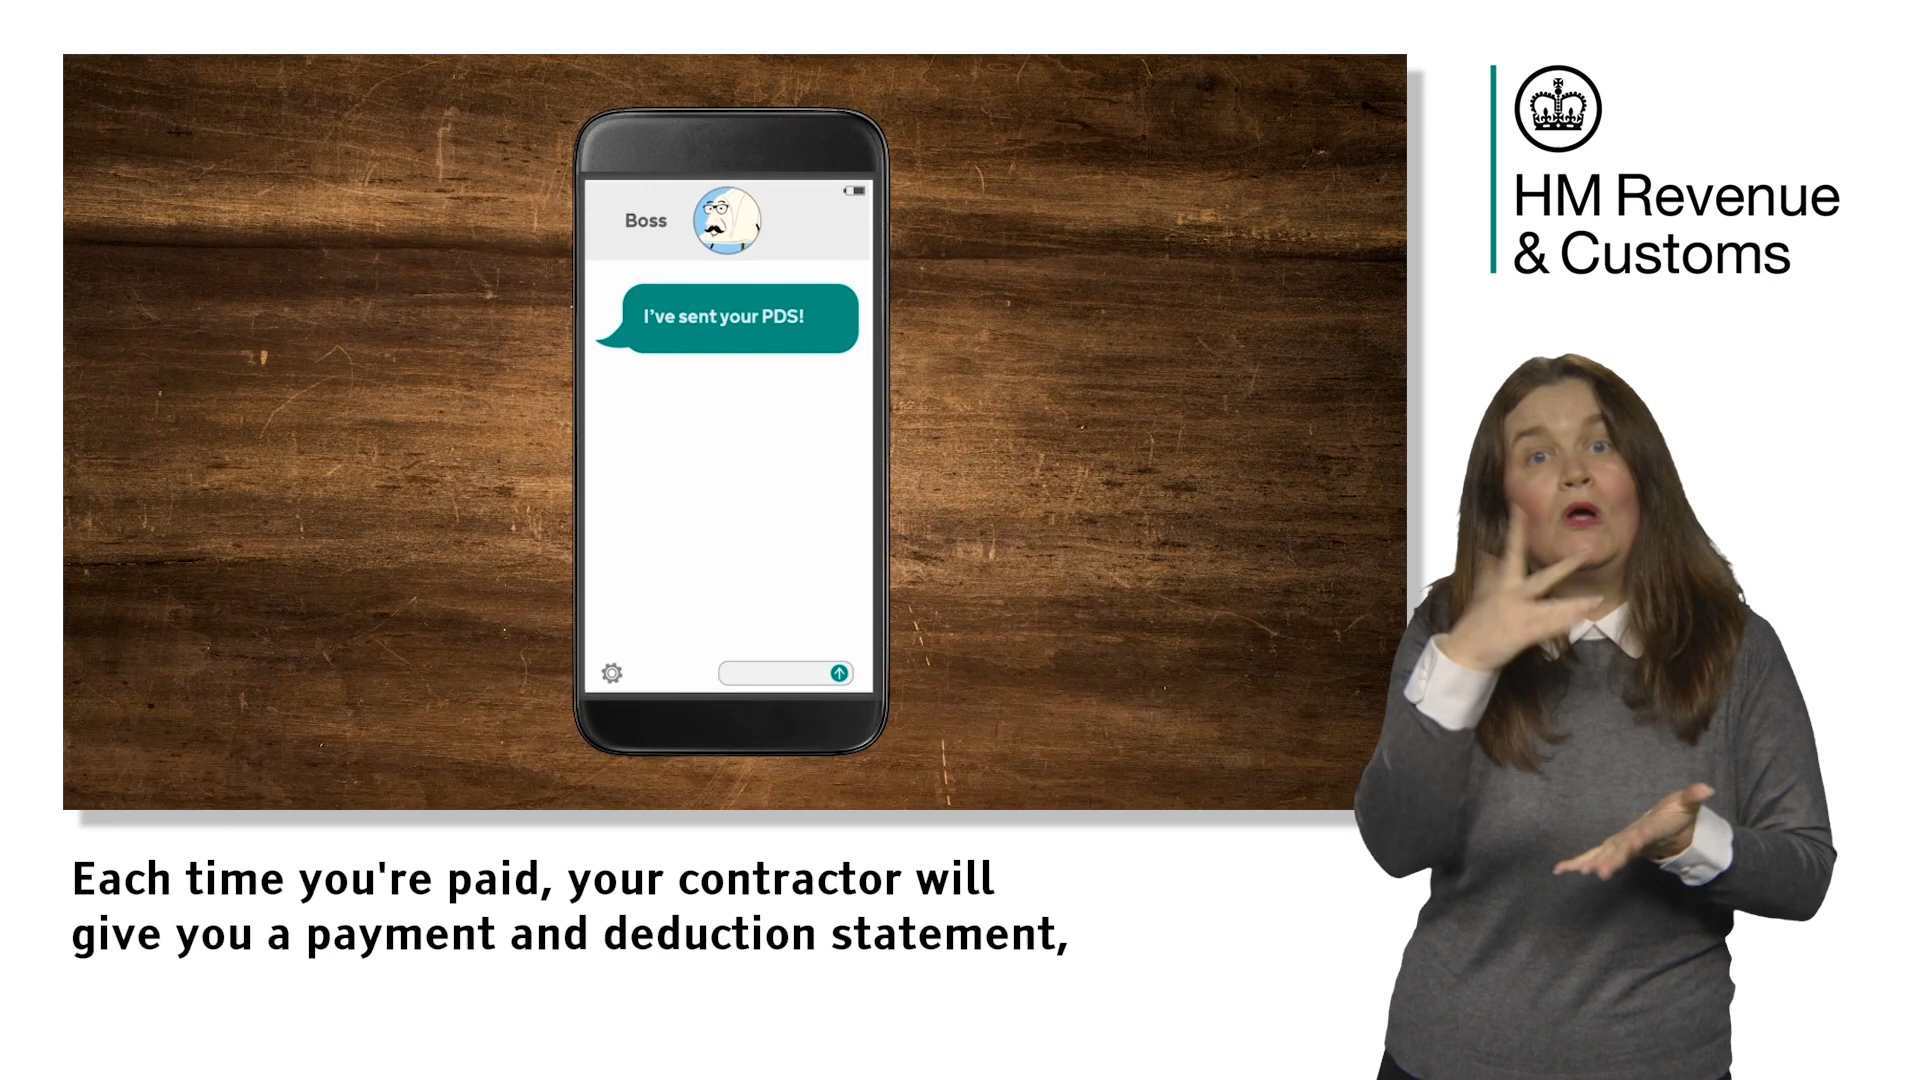 HM Revenue
& Customs
Boss
I've sent your PDS!
Each time you're paid, your contractor will
give you a payment and deduction statement,